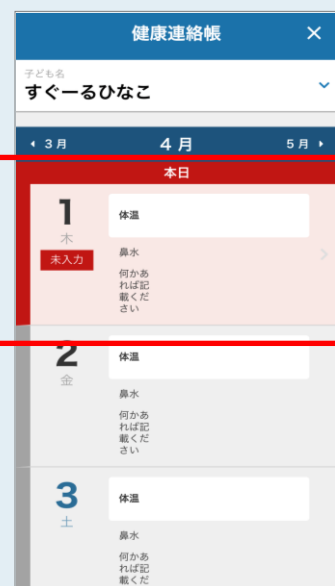 健康連絡帳 ×
子ども名
すぐーるひなこ
3月 4月 5月
本日
1
木
未入力
体温
鼻水
何かあ
れば記
載くだ
さい
2
金
体温
鼻水
何かあ
れば記
載くだ
さい
3
土
体温
鼻水
何かあ
れば記
載くだ